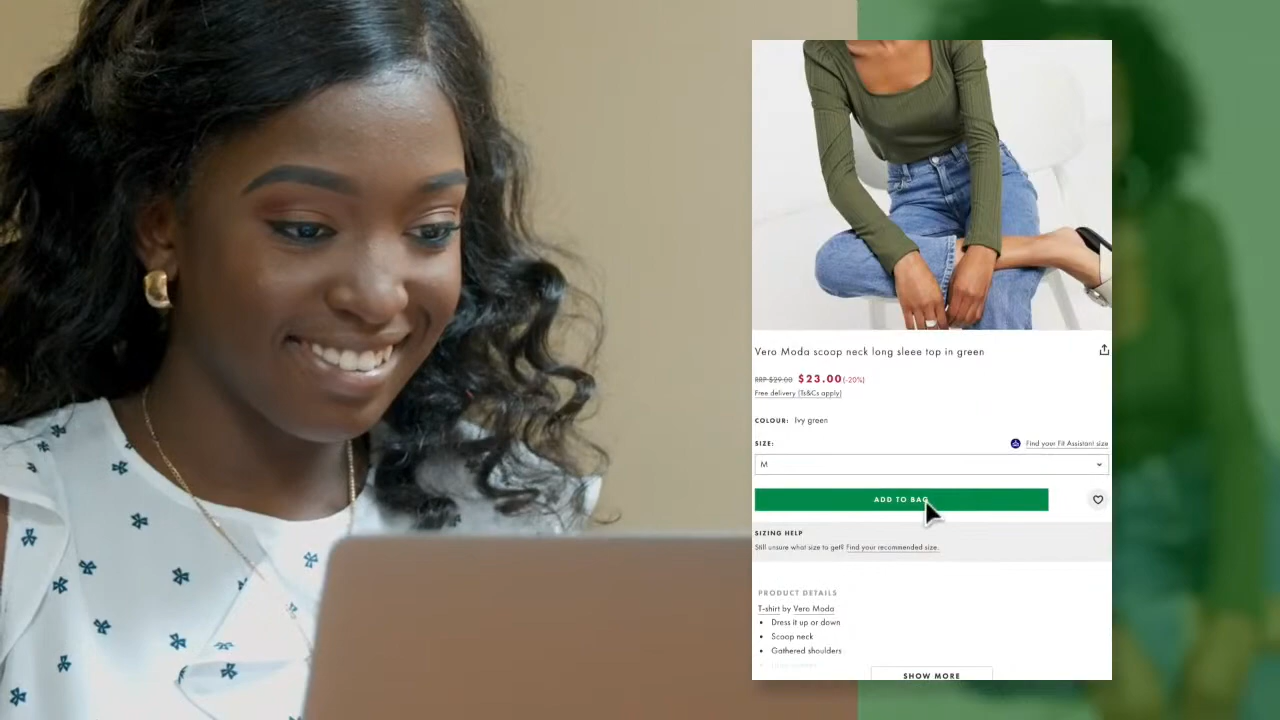 Vero Moda scoop neck long sleee top in green
RRP $29.00 $23.00(-20%)
Free delivery (Ts&Cs apply)
COLOUR: Ivy green
SIZE: Find your Fit Assistant size
M
ADD TO BAG
SIZING HELP
Still unsure what size to get? Find your recommended size.
PRODUCT DETAILS
T-shirt by Vero Moda
Dress it up or down
Scoop neck
Gathered shoulders
SHOW MORE